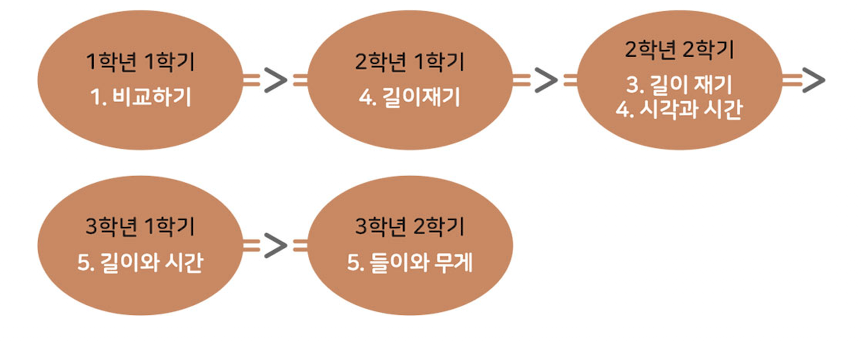 1학년 1학기
1. 비교하기
2학년 1학기
4. 길이재기
2학년 2학기
3. 길이 재기
4. 시각과 시간
3학년 1학기
5. 길이와 시간
3학년 2학기
5. 들이와 무게